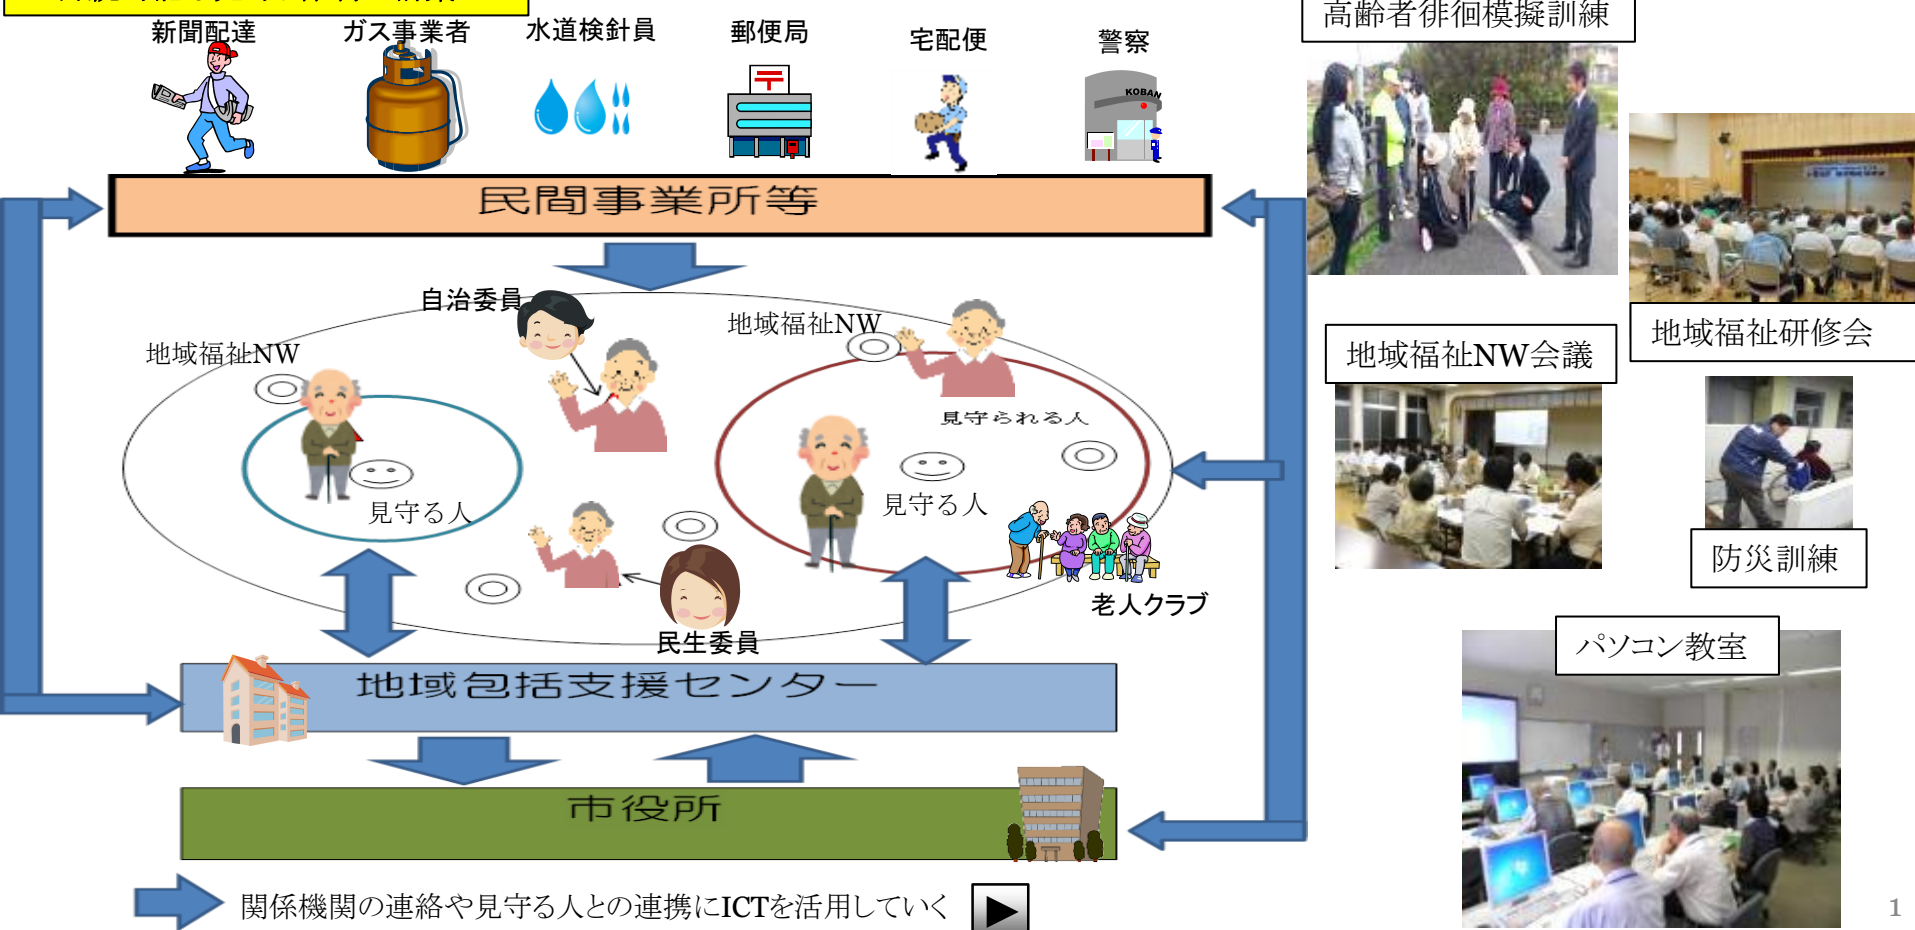 新聞配達
ガス事業者
水道検針員
郵便局
宅配便
警察
高齢者徘徊模擬訓練
KOBAN
民間事業所等
自治委員
地域福祉NW
地域福祉NW
見守られる人
見守る人
見守る人
老人クラブ
民生委員
地域包括支援センター
市役所
関係機関の連絡や見守る人との連携にICTを活用していく
地域福祉研修会
地域福祉NW会議
防災訓練
パソコン教室
1